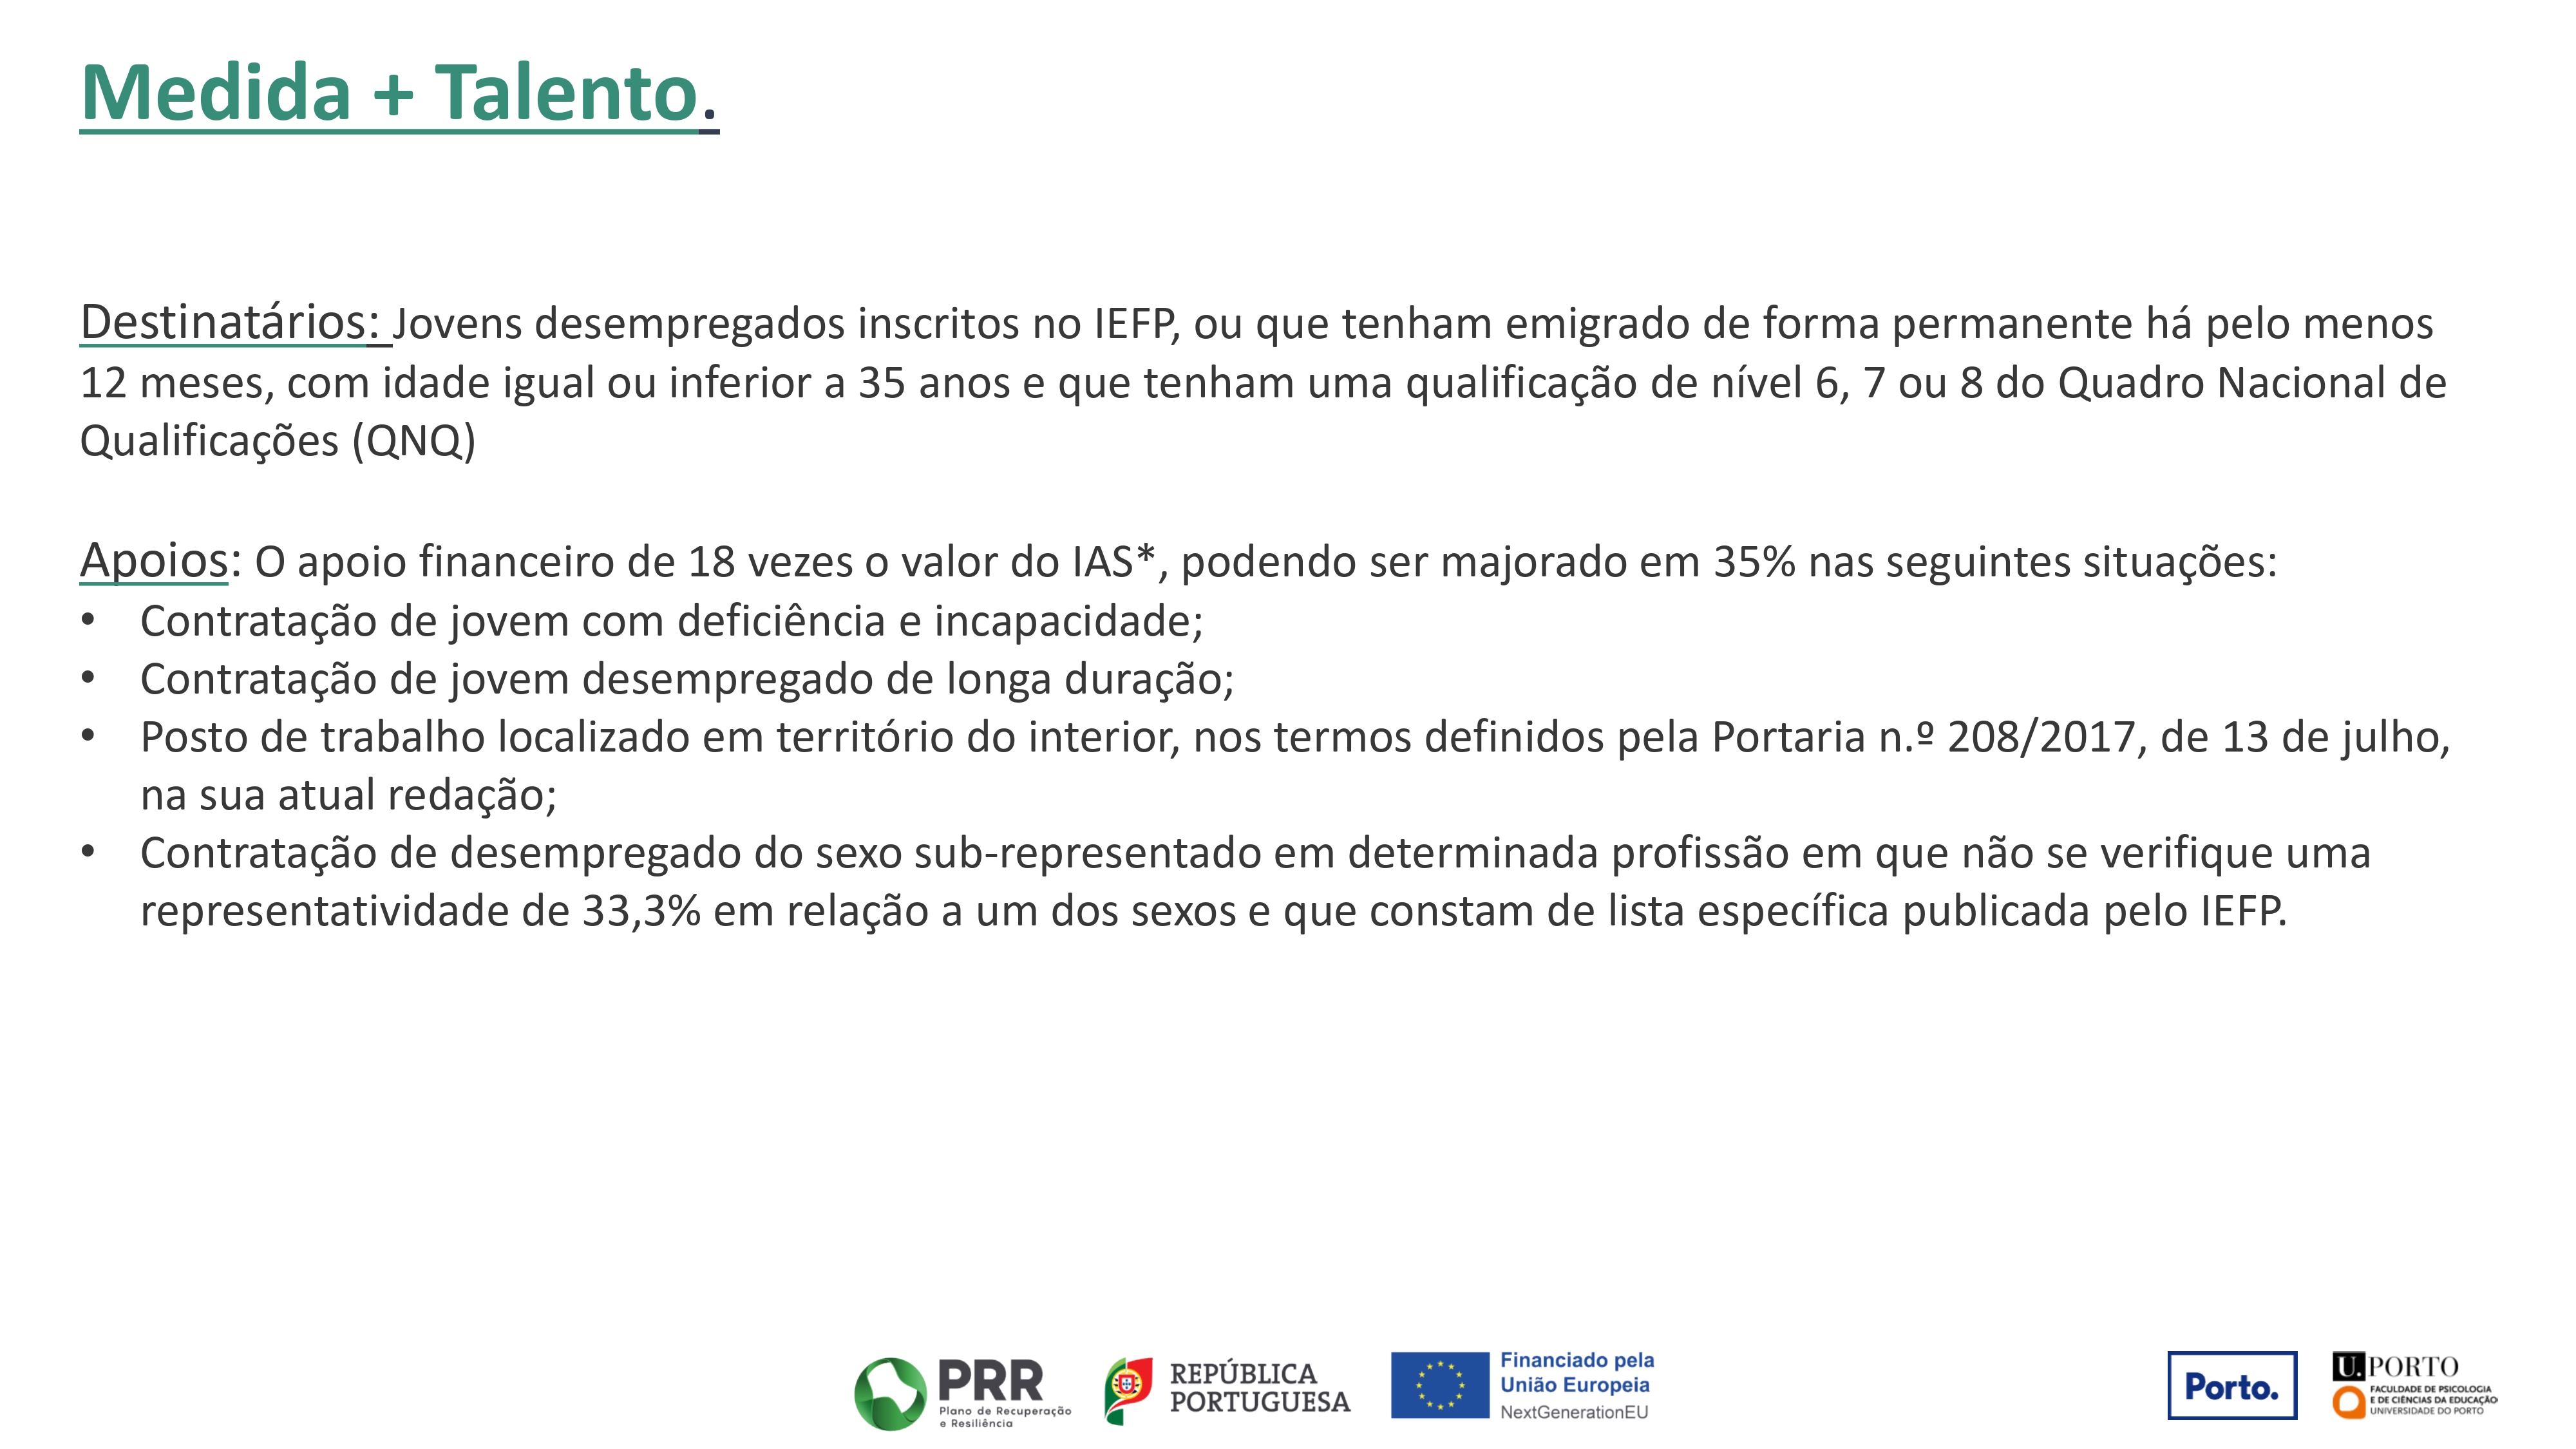 Medida + Talento.
Destinatários: Jovens desempregados inscritos no IEFP, ou que tenham emigrado de forma permanente há pelo menos
12 meses, com idade igual ou inferior a 35 anos e que tenham uma qualificação de nível 6, 7 ou 8 do Quadro Nacional de
Qualificações (QNQ)
Apoios: O apoio financeiro de 18 vezes o valor do IAS*, podendo ser majorado em 35% nas seguintes situações:
• Contratação de jovem com deficiência e incapacidade;
• Contratação de jovem desempregado de longa duração;
• Posto de trabalho localizado em território do interior, nos termos definidos pela Portaria n.º 208/2017, de 13 de julho,
na sua atual redação;
• Contratação de desempregado do sexo sub-representado em determinada profissão em que não se verifique uma
representatividade de 33,3% em relação a um dos sexos e que constam de lista específica publicada pelo IEFP.
PRR
Plano de Recuperação
e Resiliência
REPÚBLICA
PORTUGUESA
Financiado pela
União Europeia
NextGenerationEU
Porto.
U.PORTO
FACULDADE DE PSICOLOGIA
E DE CIÊNCIAS DA EDUCAÇÃO
UNIVERSIDADE DO PORTO